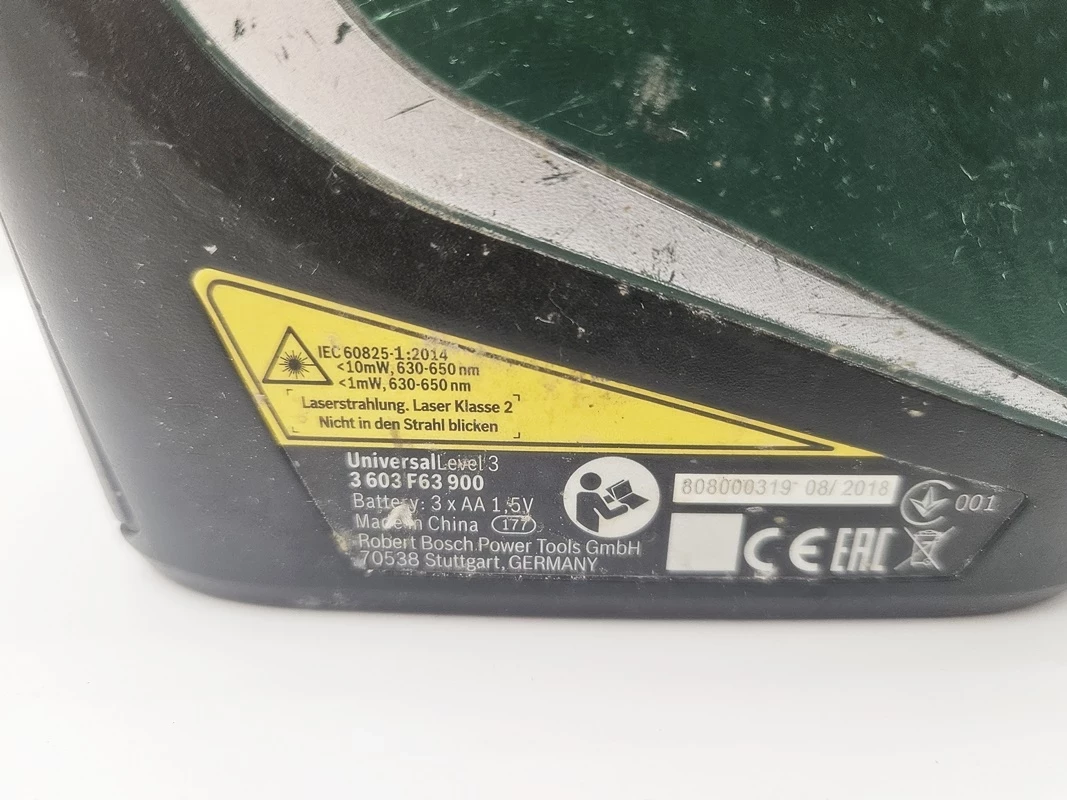 IEC 60825-1:2014
<10mW, 630-650 nm
<1mW, 630-650 nm
Laserstrahlung. Laser Klasse 2
Nicht in den Strahl blicken
UniversalLevel 3
3 603 F63 900
Battery: 3 x AA 1,5V
Made in China 177
Robert Bosch Power Tools GmbH
70538 Stuttgart, GERMANY
808000319 08/ 2018
001
CE EAC